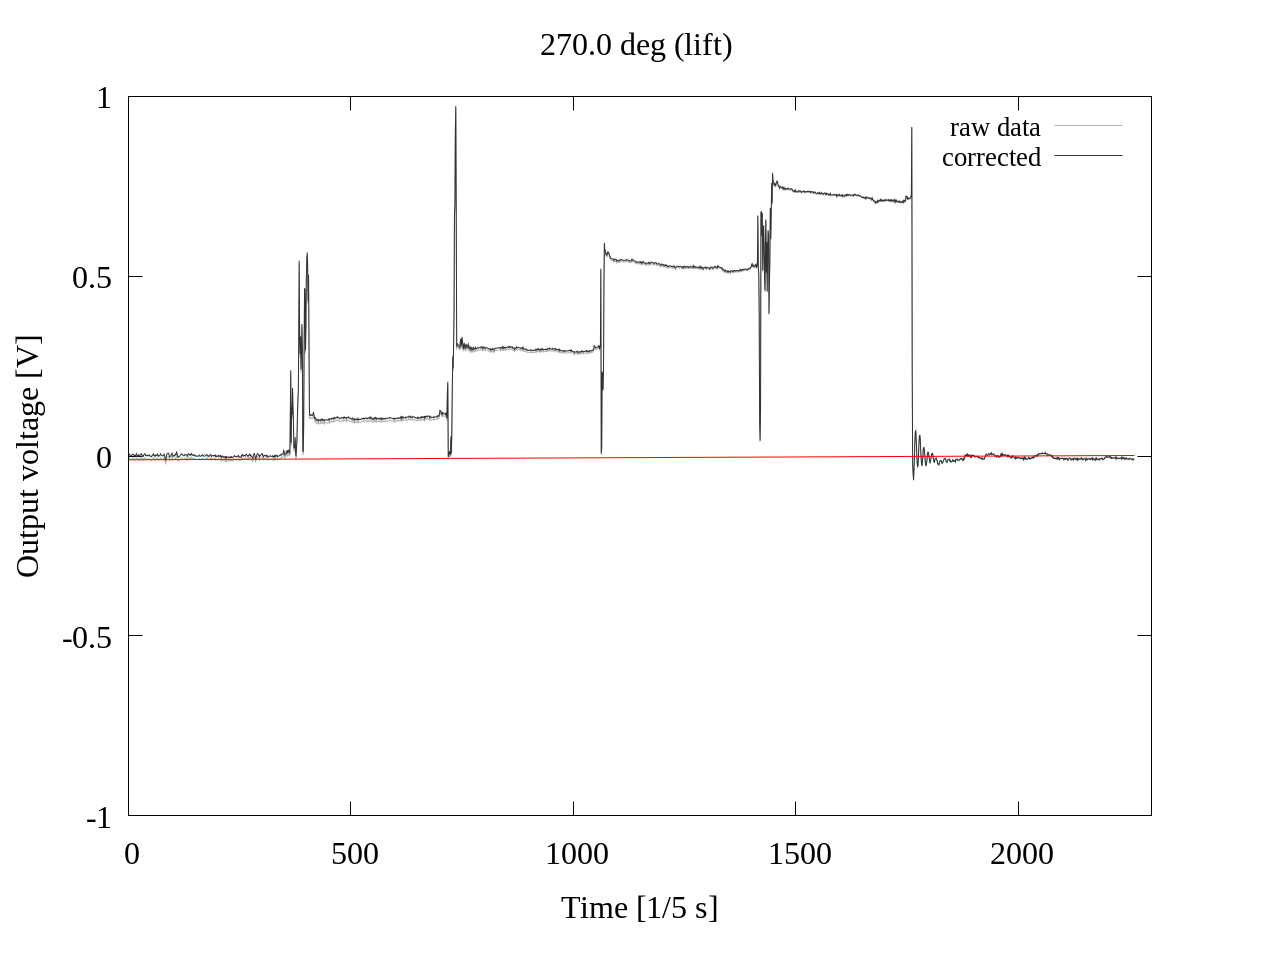 270.0 deg (lift)
1
raw data
corrected
0.5
0
-0.5
-1
Output voltage [V]
0 500 1000 1500 2000
Time [1/5 s]